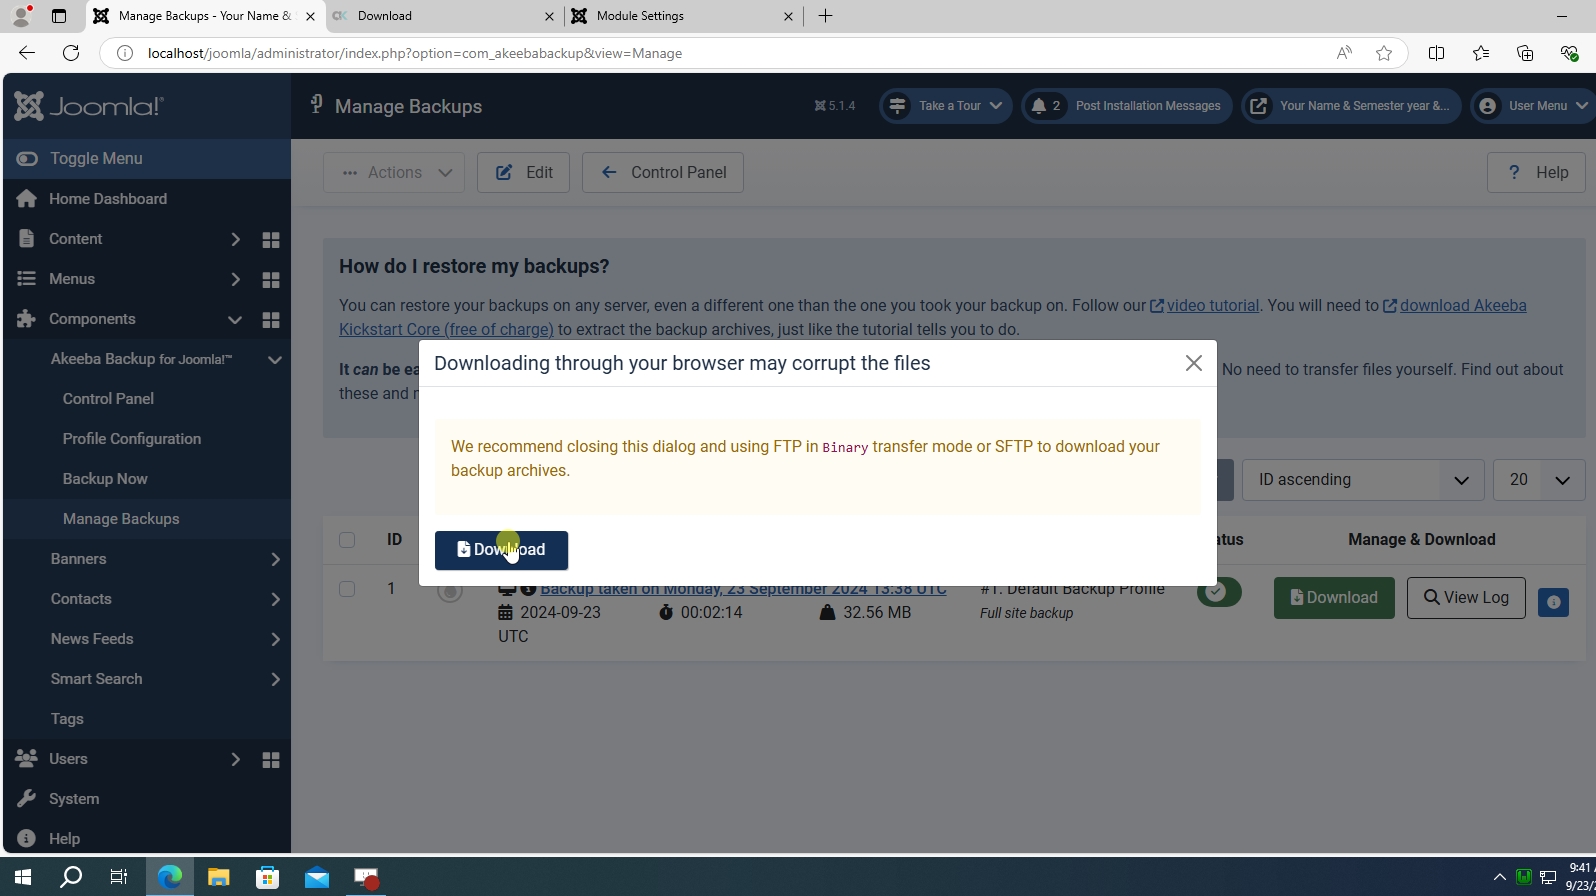 Manage Backups - Your Name &
Download
Module Settings
localhost/joomla/administrator/index.php?option=com_akeebabackup&view=Manage
Joomla!
Manage Backups
5.1.4
Take a Tour
2 Post Installation Messages
Your Name & Semester year &...
User Menu
Toggle Menu
Actions
Edit
Control Panel
? Help
Home Dashboard
Content
Menus
Components
Akeeba Backup for Joomla!™
Control Panel
Profile Configuration
Backup Now
Manage Backups
Banners
Contacts
News Feeds
Smart Search
Tags
Users
System
Help
How do I restore my backups?
You can restore your backups on any server, even a different one than the one you took your backup on. Follow our video tutorial. You will need to download Akeeba
Kickstart Core (free of charge) to extract the backup archives, just like the tutorial tells you to do.
It can be ea
No need to transfer files yourself. Find out about
these and
Downloading through your browser may corrupt the files
We recommend closing this dialog and using FTP in Binary transfer mode or SFTP to download your
backup archives.
Download
ID ascending
20
ID
atus
Manage & Download
1
Backup taken on Monday, 23 September 2024 13:38 UTC
#1. Default Backup Profile
Download
View Log
2024-09-23
UTC
00:02:14
32.56 MB
Full site backup
9:41
9/23/